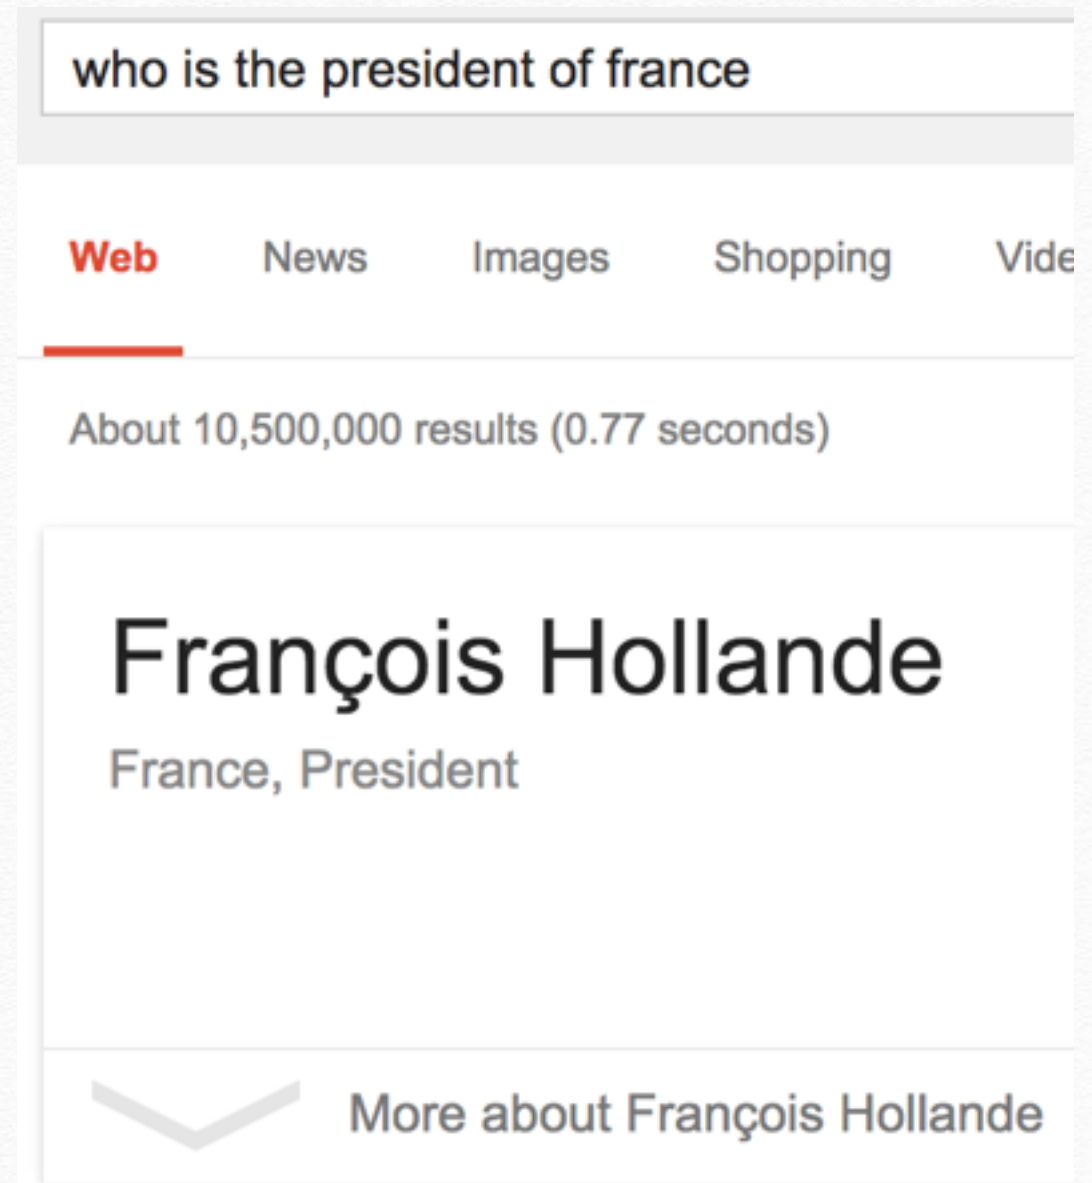 who is the president of france
Web News Images Shopping Vide
About 10,500,000 results (0.77 seconds)
François Hollande
France, President
More about François Hollande